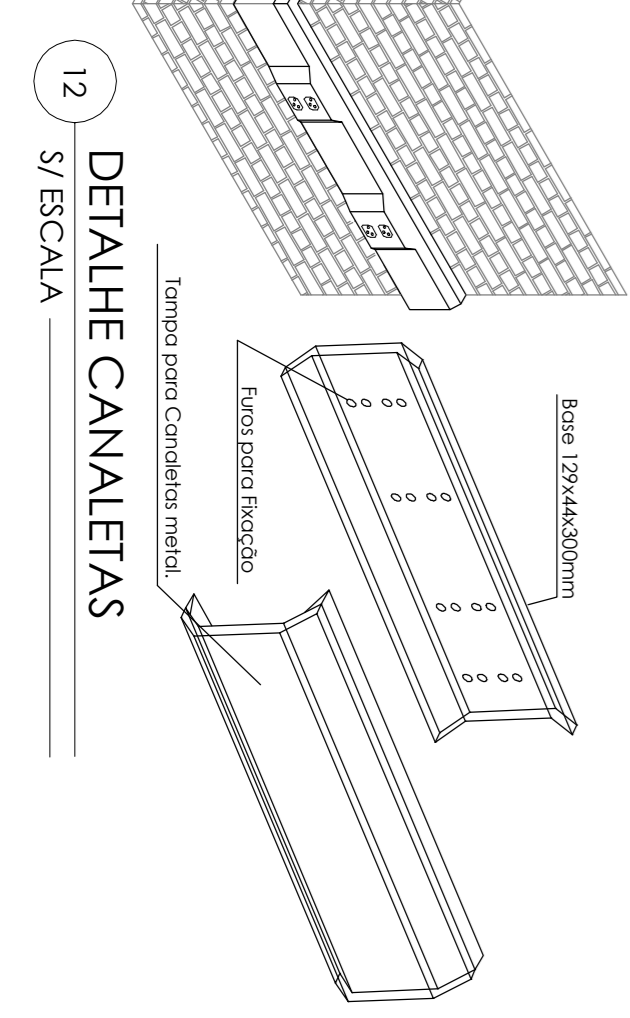 Base 129x44x300mm
Furos para Fixação
Tampa para Canaletas metal.
12
DETALHE CANALETAS
S/ ESCALA